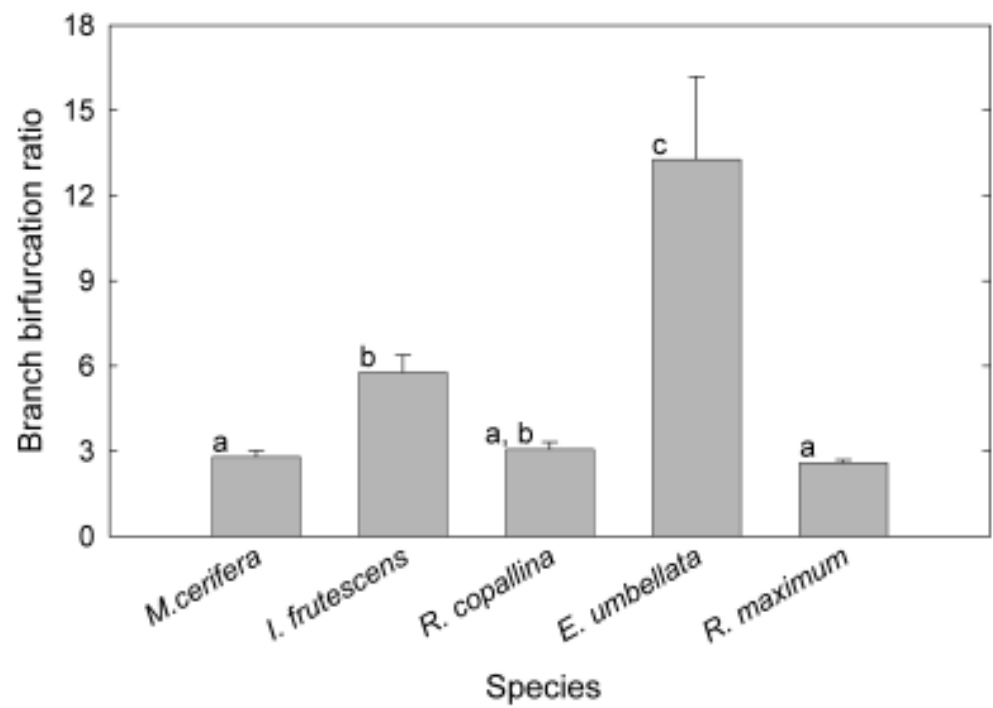 18
15
12
9
6
3
0
Branch birfurcation ratio
a
b
a, b
c
a
M.cerifera
I. frutescens
R. copallina
E. umbellata
R. maximum
Species